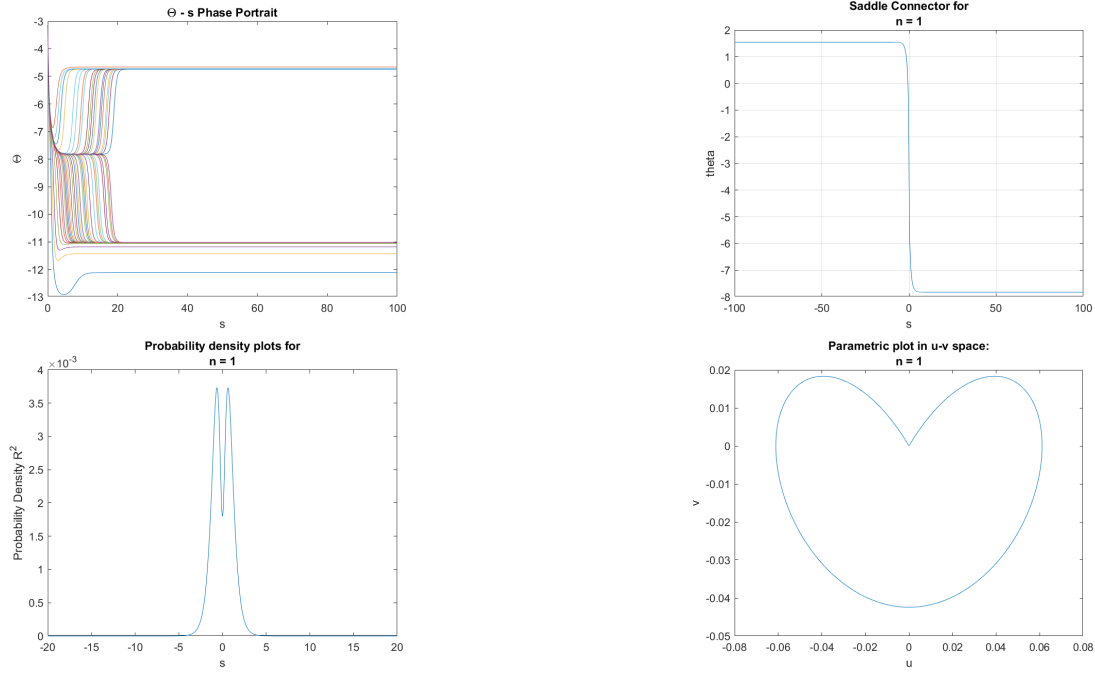 Θ - s Phase Portrait
-3
-4
-5
-6
-7
-8
-9
-10
-11
-12
-13
Θ
0 20 40 60 80 100
s
Saddle Connector for
n = 1
2
1
0
-1
-2
-3
-4
-5
-6
-7
-8
theta
-100 -50 0 50 100
s
Probability density plots for
n = 1
×10⁻³
4
3.5
3
2.5
2
1.5
1
0.5
0
Probability Density R²
-20 -15 -10 -5 0 5 10 15 20
s
Parametric plot in u-v space:
n = 1
0.02
0.01
0
-0.01
-0.02
-0.03
-0.04
-0.05
v
-0.08 -0.06 -0.04 -0.02 0 0.02 0.04 0.06 0.08
u